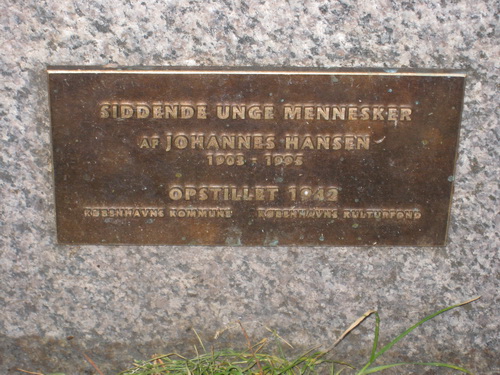 SIDDENDE UNGE MENNESKER
AF JOHANNES HANSEN
1903 - 1995
OPSTILLET 1942
KØBENHAVNS KOMMUNE KØBENHAVNS KULTURFOND